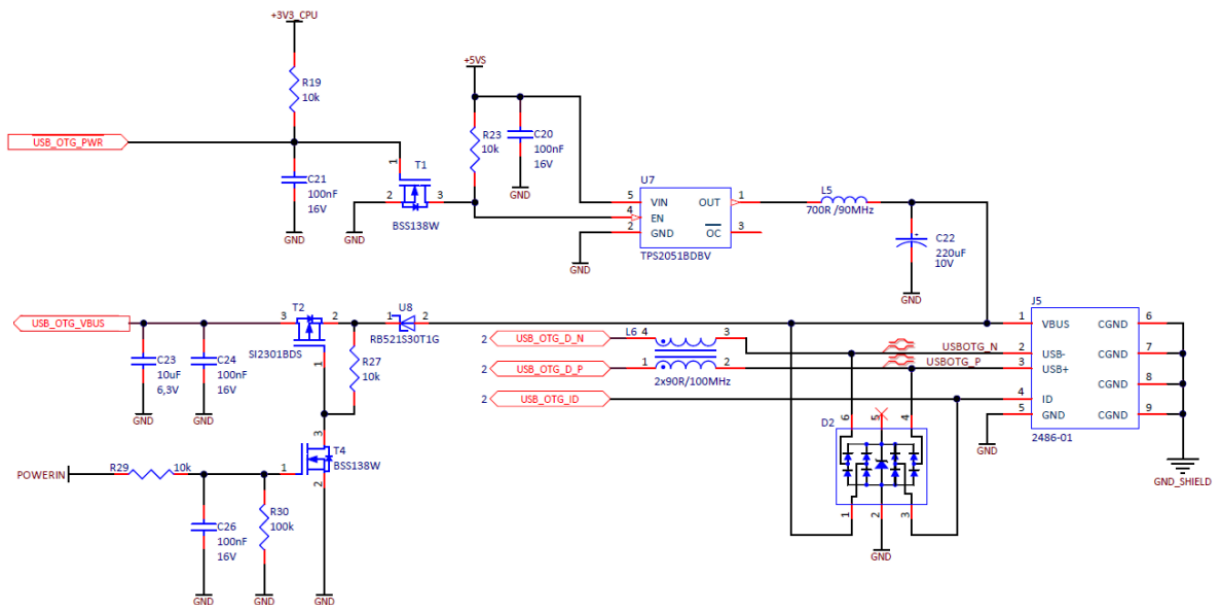 +3V3_CPU
R19
10k
USB_OTG_PWR
C21
100nF
16V
GND
T1
1
2
3
BSS138W
GND
+5VS
R23
10k
C20
100nF
16V
GND
U7
5
4
2
VIN
EN
GND
OUT
OC
1
3
TPS2051BDBV
GND
L5
700R /90MHz
C22
220uF
10V
GND
USB_OTG_VBUS
C23
10uF
6,3V
GND
C24
100nF
16V
GND
T2
3
2
1
SI2301BDS
R27
10k
U8
1
2
RB521S30T1G
T4
3
1
2
BSS138W
GND
POWERIN
R29
10k
C26
100nF
16V
GND
R30
100k
GND
2
USB_OTG_D_N
2
USB_OTG_D_P
2
USB_OTG_ID
L6
4
3
1
2
2x90R/100MHz
USBOTG_N
USBOTG_P
D2
6
5
4
1
2
3
GND
J5
1
2
3
4
5
VBUS
USB-
USB+
ID
GND
CGND
CGND
CGND
CGND
6
7
8
9
2486-01
GND
GND_SHIELD